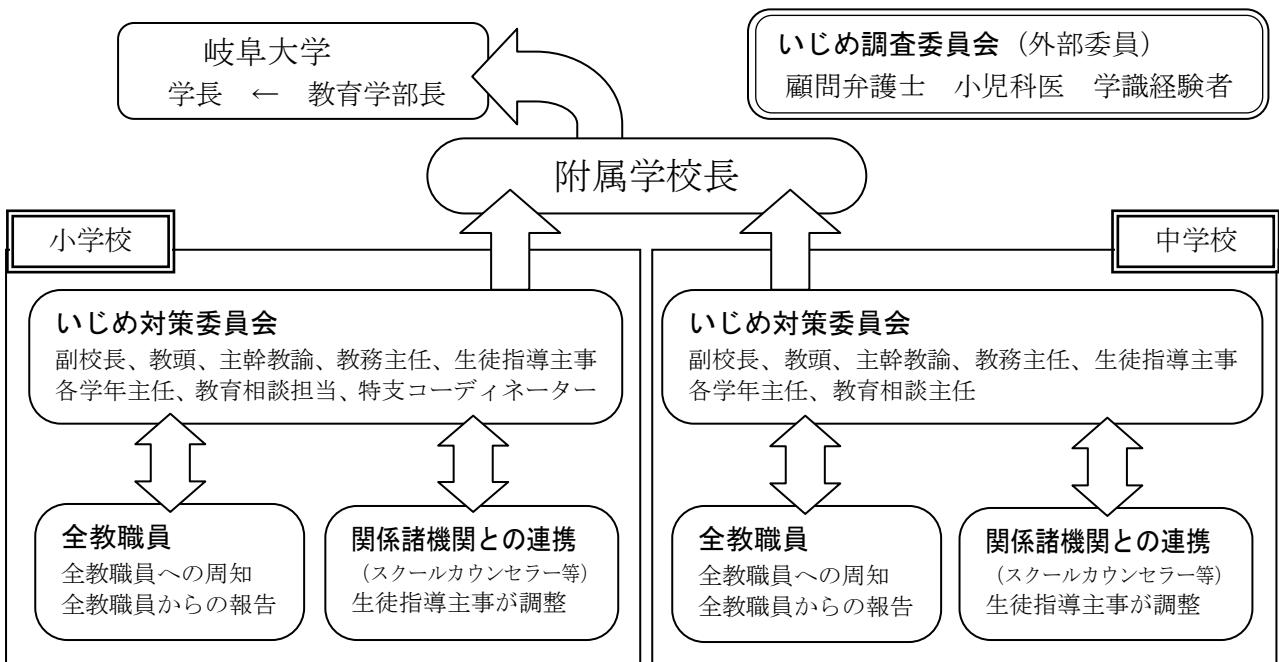 岐阜大学
学長 ← 教育学部長
いじめ調査委員会（外部委員）
顧問弁護士 小児科医 学識経験者
附属学校長
小学校
いじめ対策委員会
副校長、教頭、主幹教諭、教務主任、生徒指導主事
各学年主任、教育相談担当、特支コーディネーター
全教職員
全教職員への周知
全教職員からの報告
関係諸機関との連携
（スクールカウンセラー等）
生徒指導主事が調整
中学校
いじめ対策委員会
副校長、教頭、主幹教諭、教務主任、生徒指導主事
各学年主任、教育相談主任
全教職員
全教職員への周知
全教職員からの報告
関係諸機関との連携
（スクールカウンセラー等）
生徒指導主事が調整